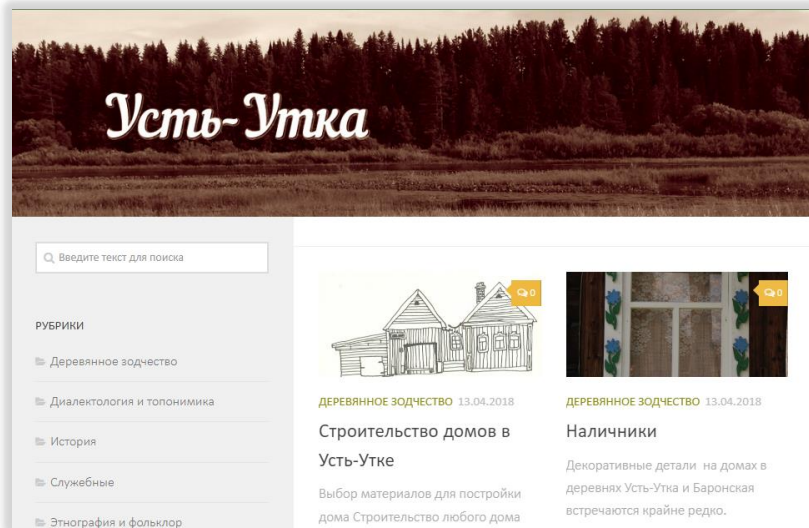 Усть-Утка
Введите текст для поиска
РУБРИКИ
Деревянное зодчество
Диалектология и топонимика
История
Служебные
Этнография и фольклор
0
ДЕРЕВЯННОЕ ЗОДЧЕСТВО 13.04.2018
Строительство домов в
Усть-Утке
Выбор материалов для постройки
дома Строительство любого дома
0
ДЕРЕВЯННОЕ ЗОДЧЕСТВО 13.04.2018
Наличники
Декоративные детали на домах в
деревнях Усть-Утка и Баронская
встречаются крайне редко.